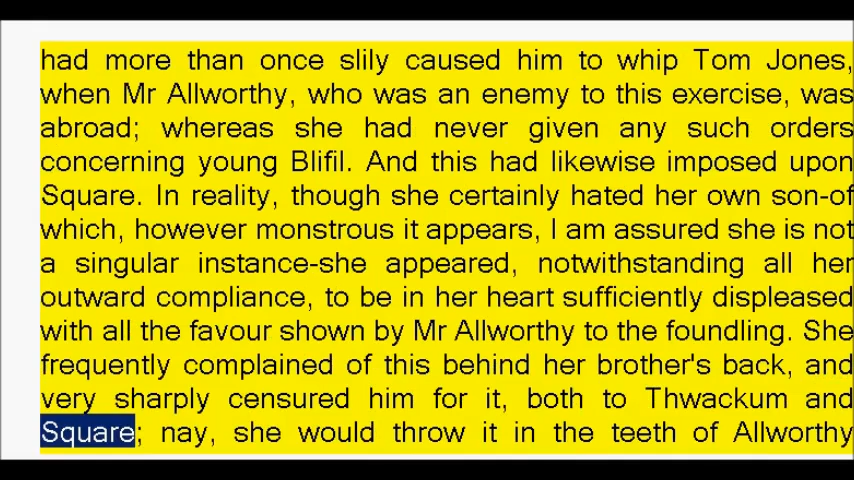 had more than once slily caused him to whip Tom Jones,
when Mr Allworthy, who was an enemy to this exercise, was
abroad; whereas she had never given any such orders
concerning young Blifil. And this had likewise imposed upon
Square. In reality, though she certainly hated her own son-of
which, however monstrous it appears, I am assured she is not
a singular instance-she appeared, notwithstanding all her
outward compliance, to be in her heart sufficiently displeased
with all the favour shown by Mr Allworthy to the foundling. She
frequently complained of this behind her brother's back, and
very sharply censured him for it, both to Thwackum and
Square; nay, she would throw it in the teeth of Allworthy